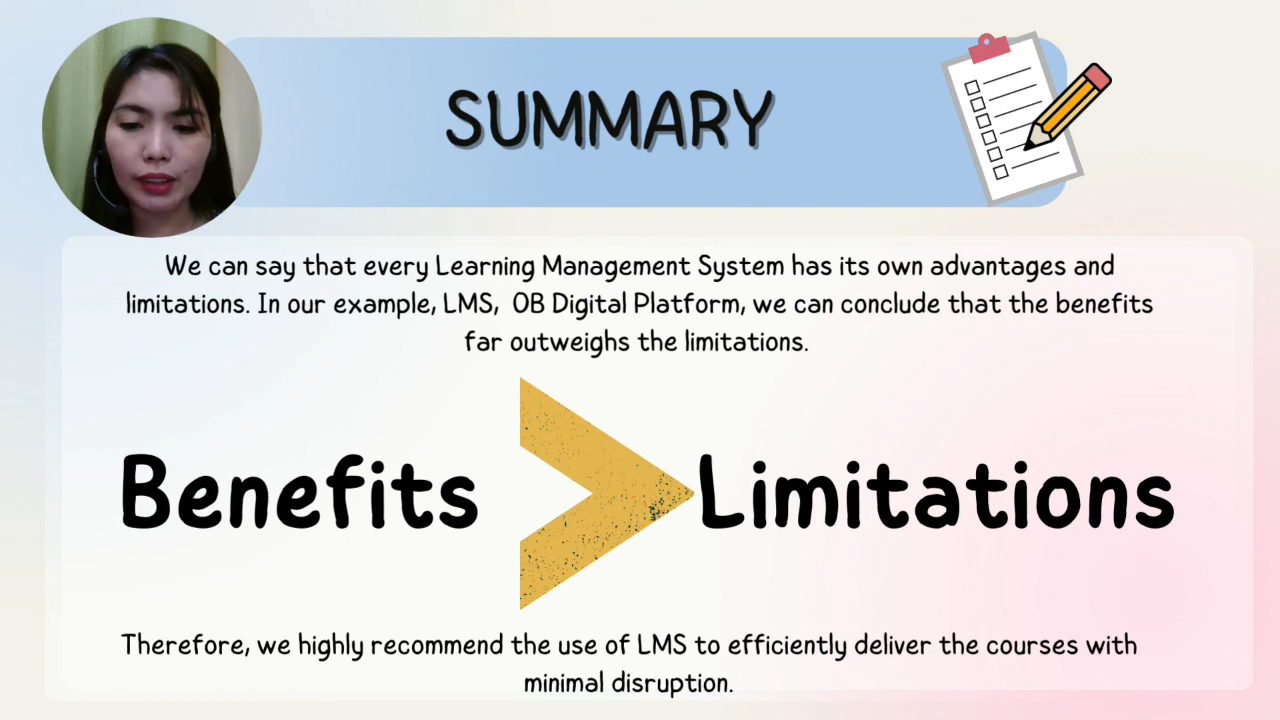 SUMMARY
We can say that every Learning Management System has its own advantages and
limitations. In our example, LMS,  OB Digital Platform, we can conclude that the benefits
far outweighs the limitations.
Benefits > Limitations
Therefore, we highly recommend the use of LMS to efficiently deliver the courses with
minimal disruption.